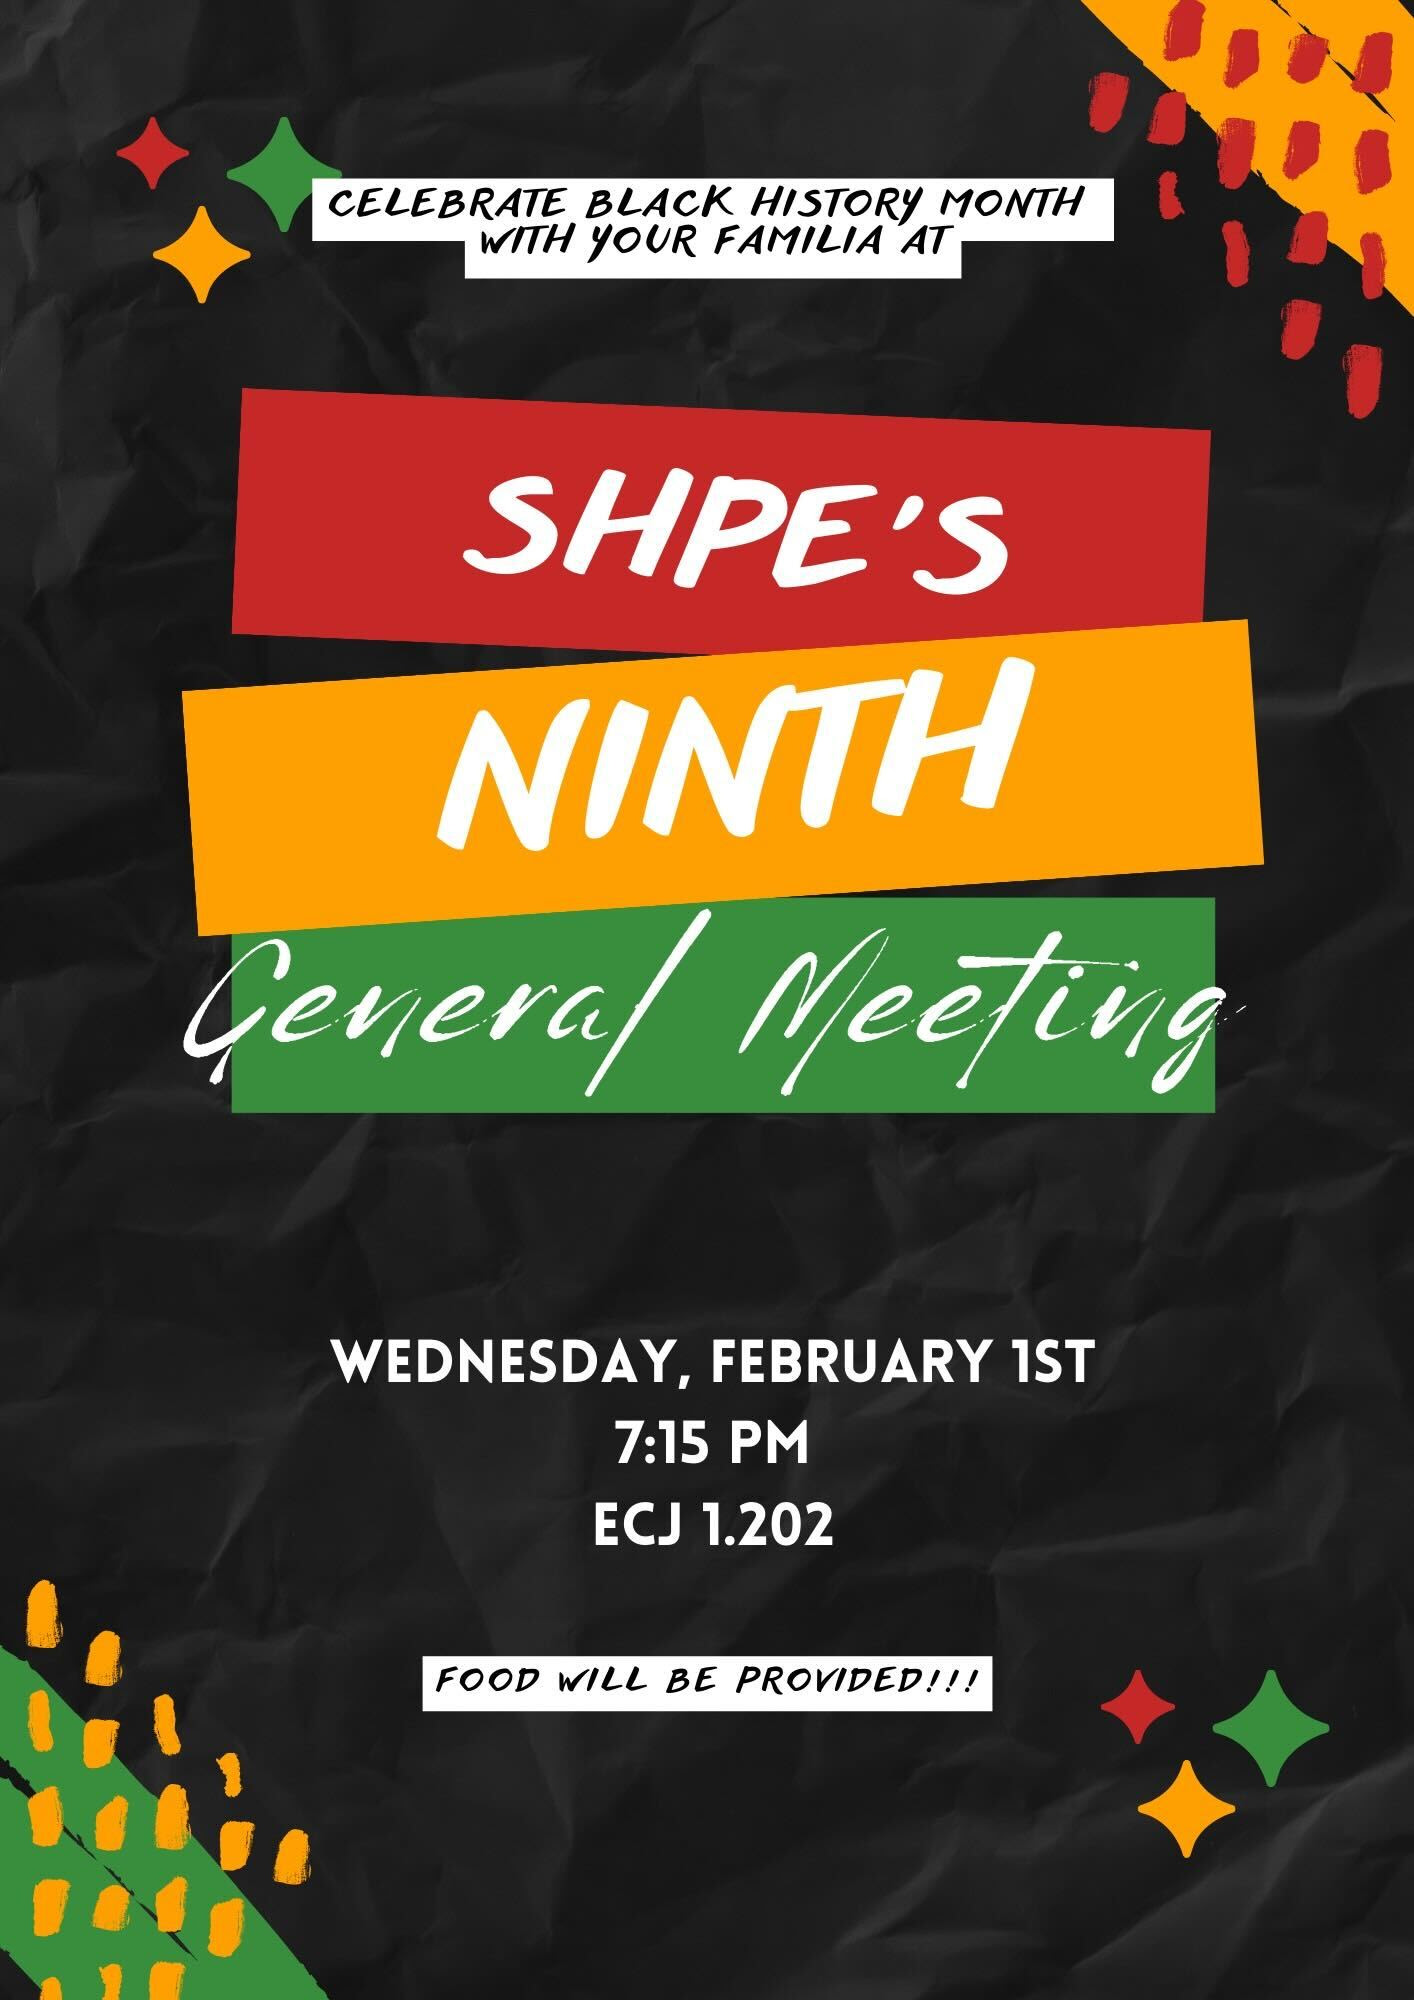 CELEBRATE BLACK HISTORY MONTH
WITH YOUR FAMILIA AT
SHPE'S
NINTH
General Meeting
WEDNESDAY, FEBRUARY 1ST
7:15 PM
ECJ 1.202
FOOD WILL BE PROVIDED!!!